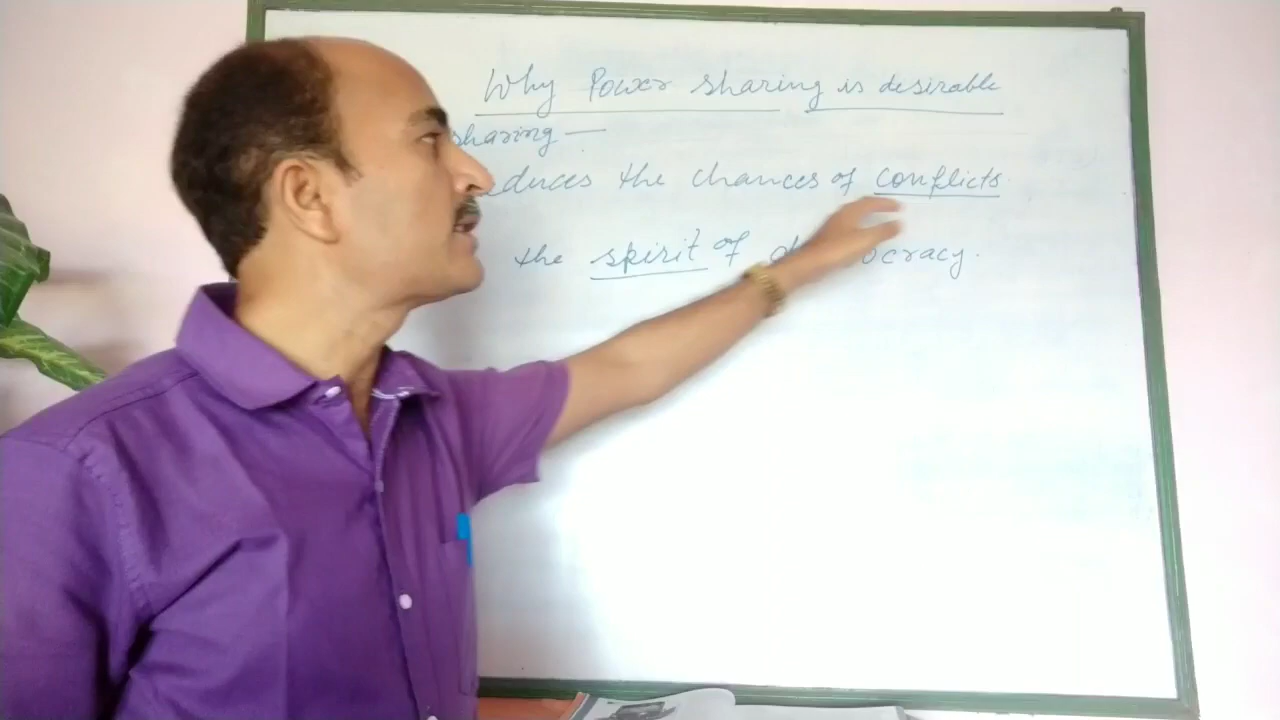 Why Power sharing is desirable
sharing —
educes the chances of conflicts.
the spirit of ocracy.